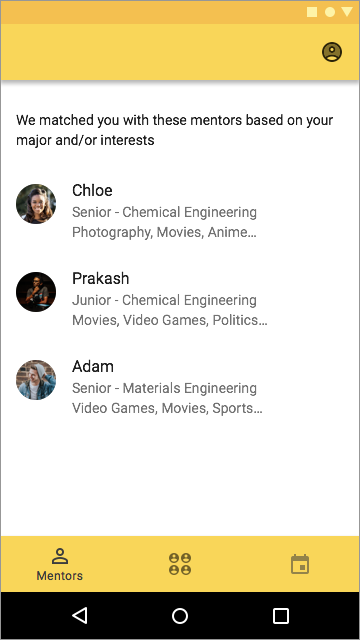 We matched you with these mentors based on your
major and/or interests
Chloe
Senior - Chemical Engineering
Photography, Movies, Anime...
Prakash
Junior - Chemical Engineering
Movies, Video Games, Politics...
Adam
Senior - Materials Engineering
Video Games, Movies, Sports...
Mentors